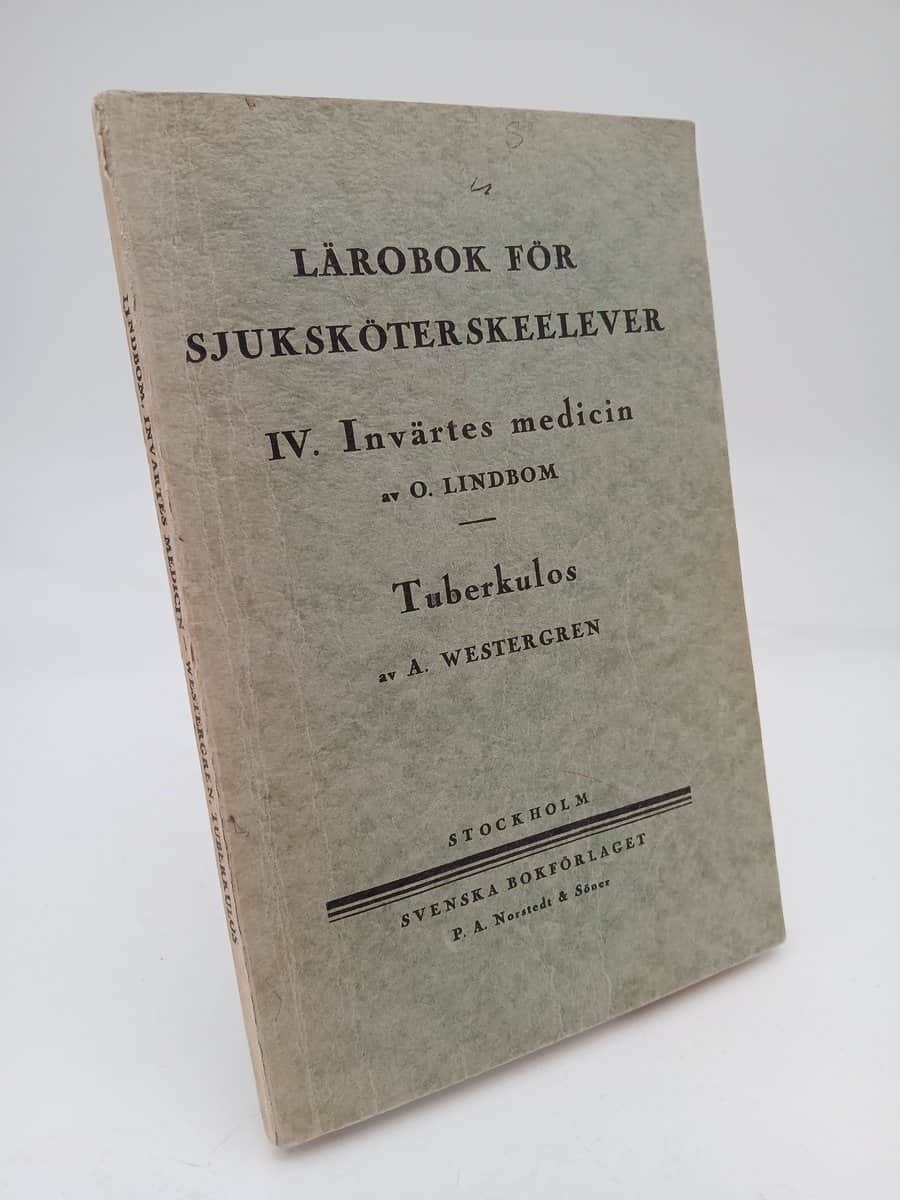 LÄROBOK FÖR
SJUKSKÖTERSKEELEVER
IV. Invärtes medicin
av O. LINDBOM
Tuberkulos
av A. WESTERGREN
STOCKHOLM
SVENSKA BOKFÖRLAGET
P. A. Norstedt & Söner
LINDBOM, INVÄRTES MEDICIN — WESTERGREN, TUBERKULOS